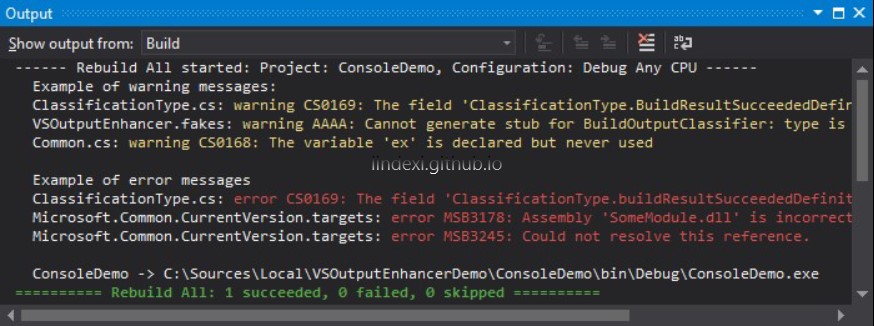 Output
Show output from: Build
------ Rebuild All started: Project: ConsoleDemo, Configuration: Debug Any CPU ------
Example of warning messages:
ClassificationType.cs: warning CS0169: The field 'ClassificationType.BuildResultSucceededDefin
VSOutputEnhancer.fakes: warning AAAA: Cannot generate stub for BuildOutputClassifier: type is
Common.cs: warning CS0168: The variable 'ex' is declared but never used
lindexi.github.io
Example of error messages
ClassificationType.cs: error CS0169: The field 'ClassificationType.buildResultSucceededDefinit
Microsoft.Common.CurrentVersion.targets: error MSB3178: Assembly 'SomeModule.dll' is incorrect
Microsoft.Common.CurrentVersion.targets: error MSB3245: Could not resolve this reference.
ConsoleDemo -> C:\Sources\Local\VSOutputEnhancerDemo\ConsoleDemo\bin\Debug\ConsoleDemo.exe
========== Rebuild All: 1 succeeded, 0 failed, 0 skipped ==========